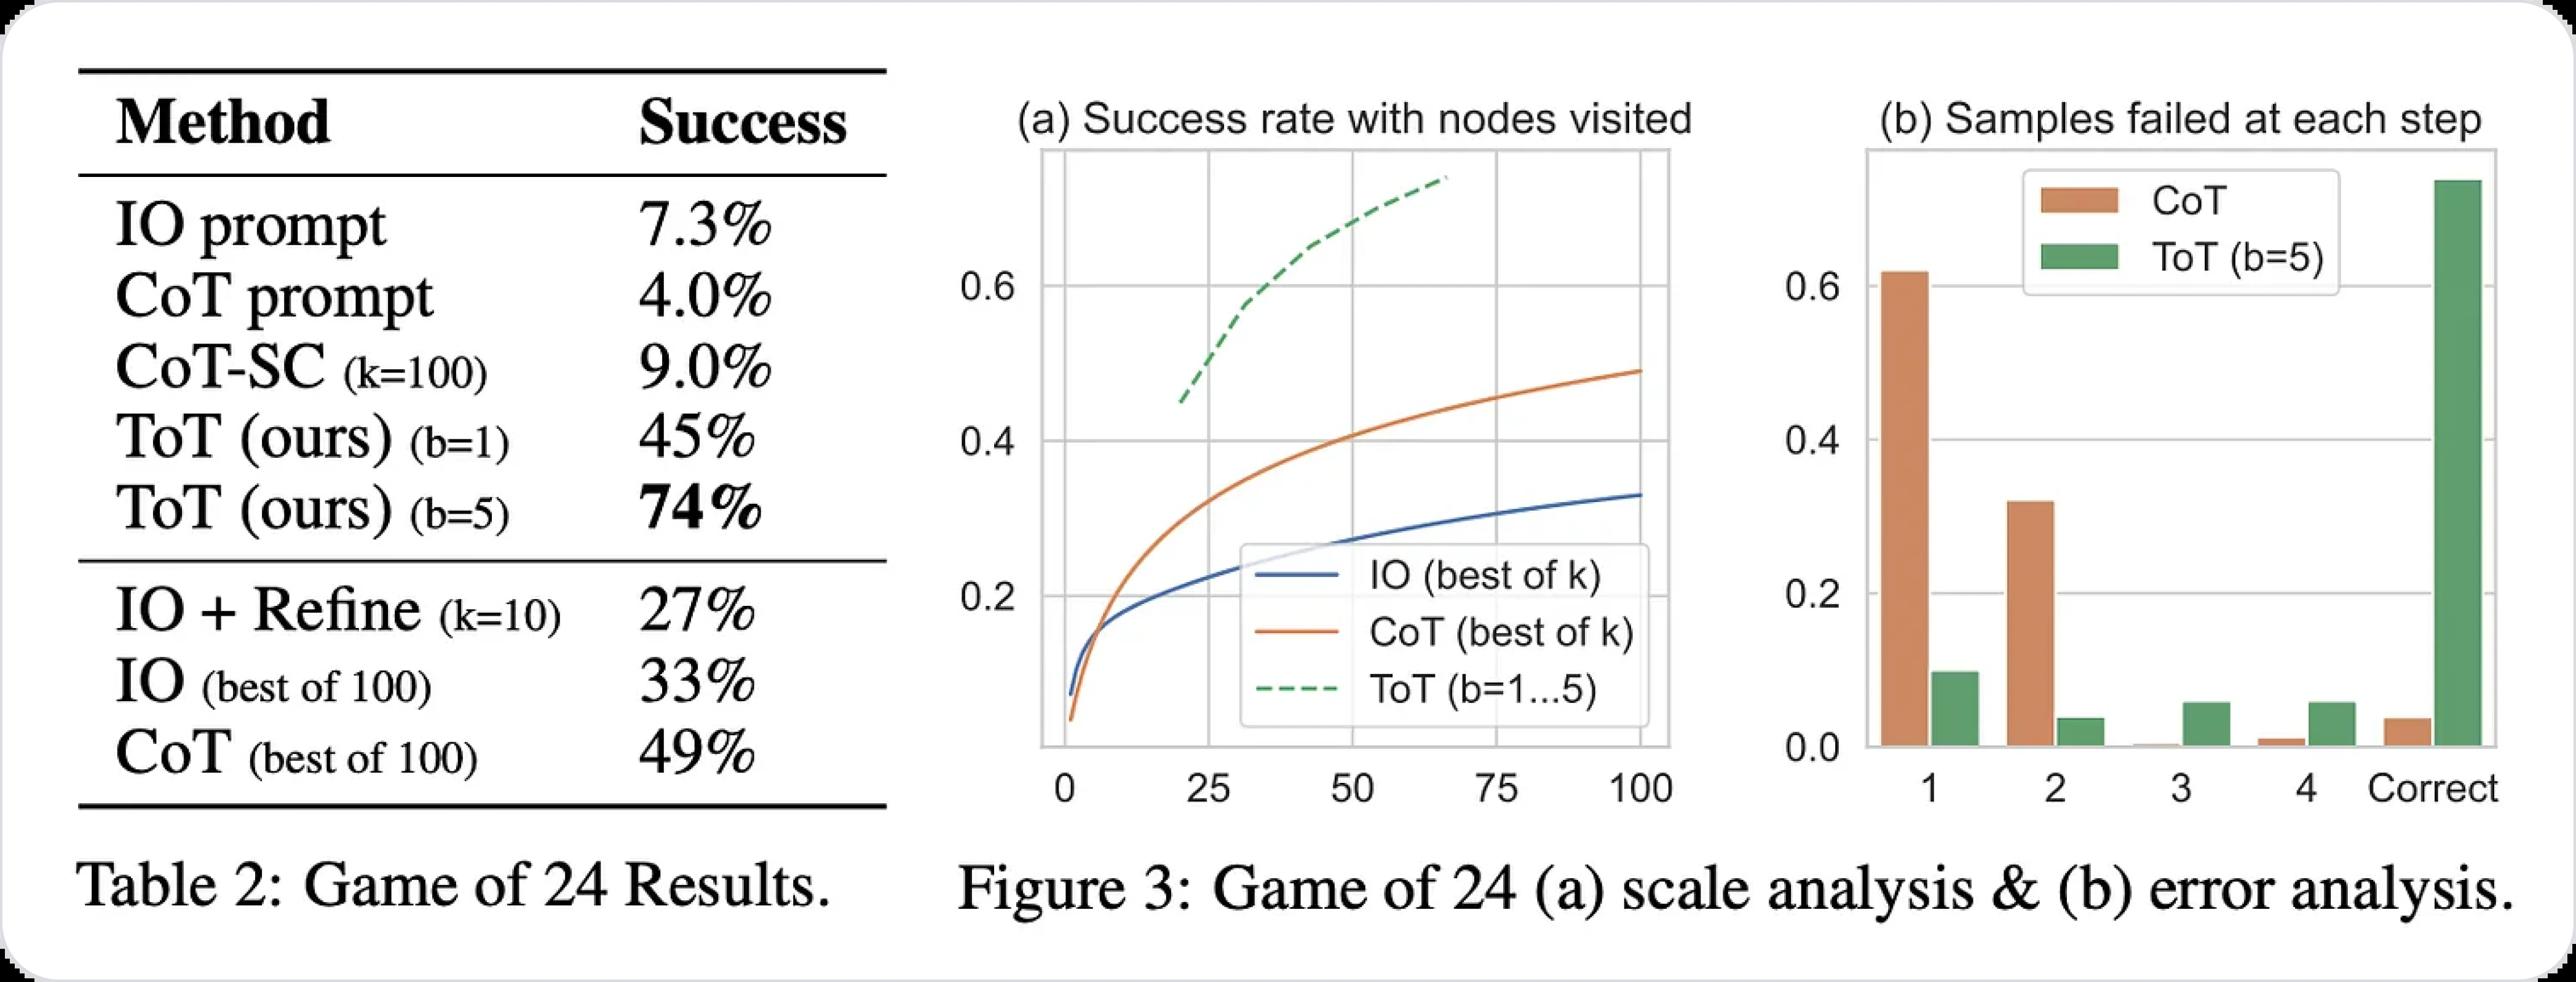 Method Success
IO prompt 7.3%
CoT prompt 4.0%
CoT-SC (k=100) 9.0%
ToT (ours) (b=1) 45%
ToT (ours) (b=5) 74%
IO + Refine (k=10) 27%
IO (best of 100) 33%
CoT (best of 100) 49%
Table 2: Game of 24 Results.
(a) Success rate with nodes visited
0.6
0.4
0.2
IO (best of k)
CoT (best of k)
ToT (b=1...5)
0 25 50 75 100
(b) Samples failed at each step
CoT
ToT (b=5)
0.6
0.4
0.2
0.0
1 2 3 4 Correct
Figure 3: Game of 24 (a) scale analysis & (b) error analysis.